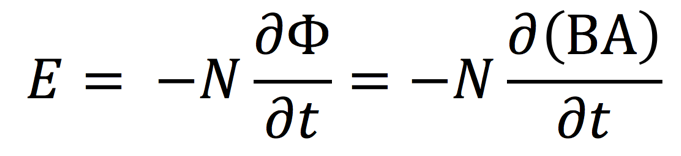 E = −N ∂Φ/∂t = −N ∂(BA)/∂t